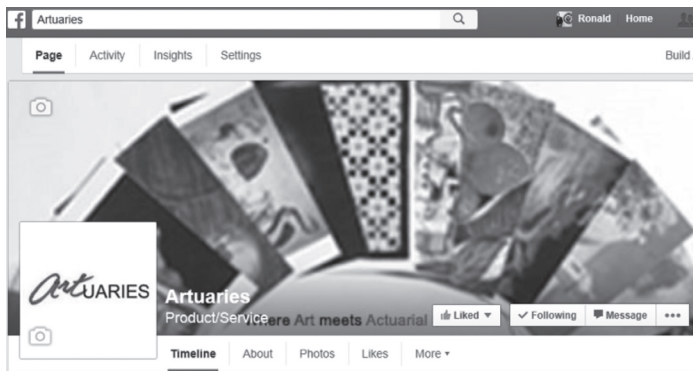 f Artuaries Ronald Home
Page Activity Insights Settings Build
ArtUARIES
Artuaries
Product/Service
here Art meets Actuarial
Liked Following Message
Timeline About Photos Likes More